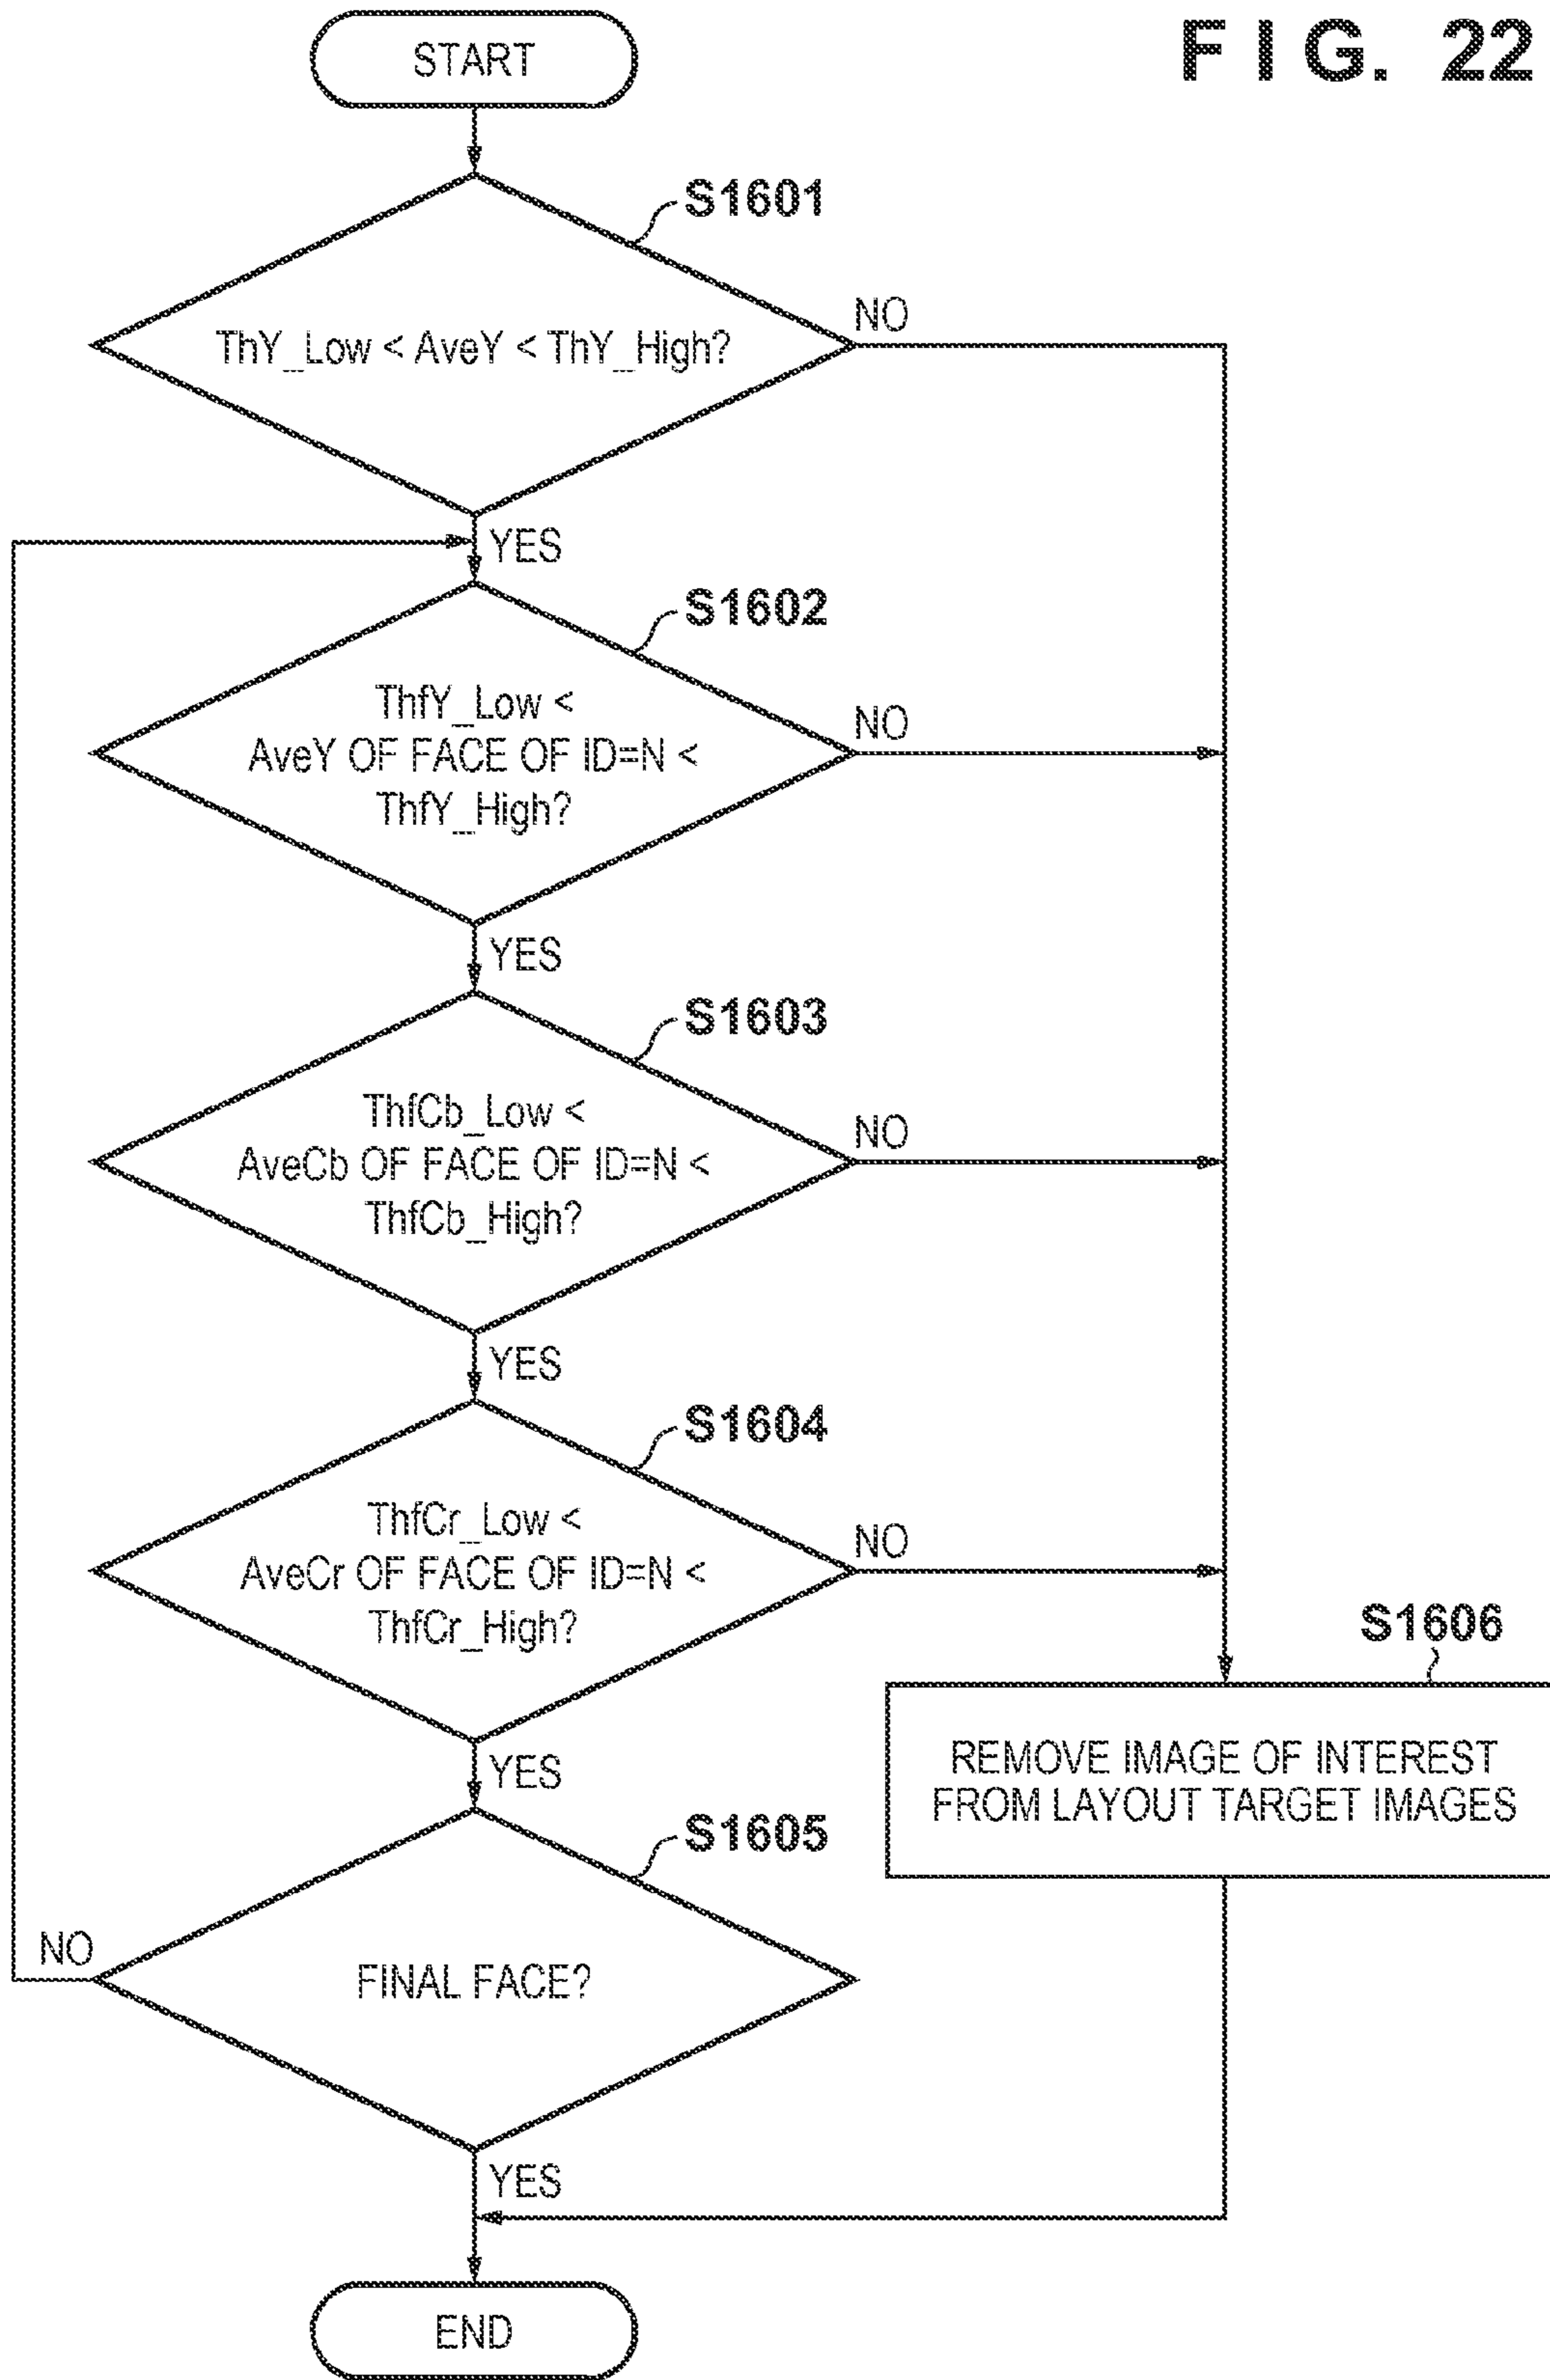 FIG. 22
START
S1601
ThY_Low < AveY < ThY_High?
NO
YES
S1602
ThfY_Low <
AveY OF FACE OF ID=N <
ThfY_High?
NO
YES
S1603
ThfCb_Low <
AveCb OF FACE OF ID=N <
ThfCb_High?
NO
YES
S1604
ThfCr_Low <
AveCr OF FACE OF ID=N <
ThfCr_High?
NO
YES
S1606
REMOVE IMAGE OF INTEREST
FROM LAYOUT TARGET IMAGES
S1605
FINAL FACE?
NO
YES
END